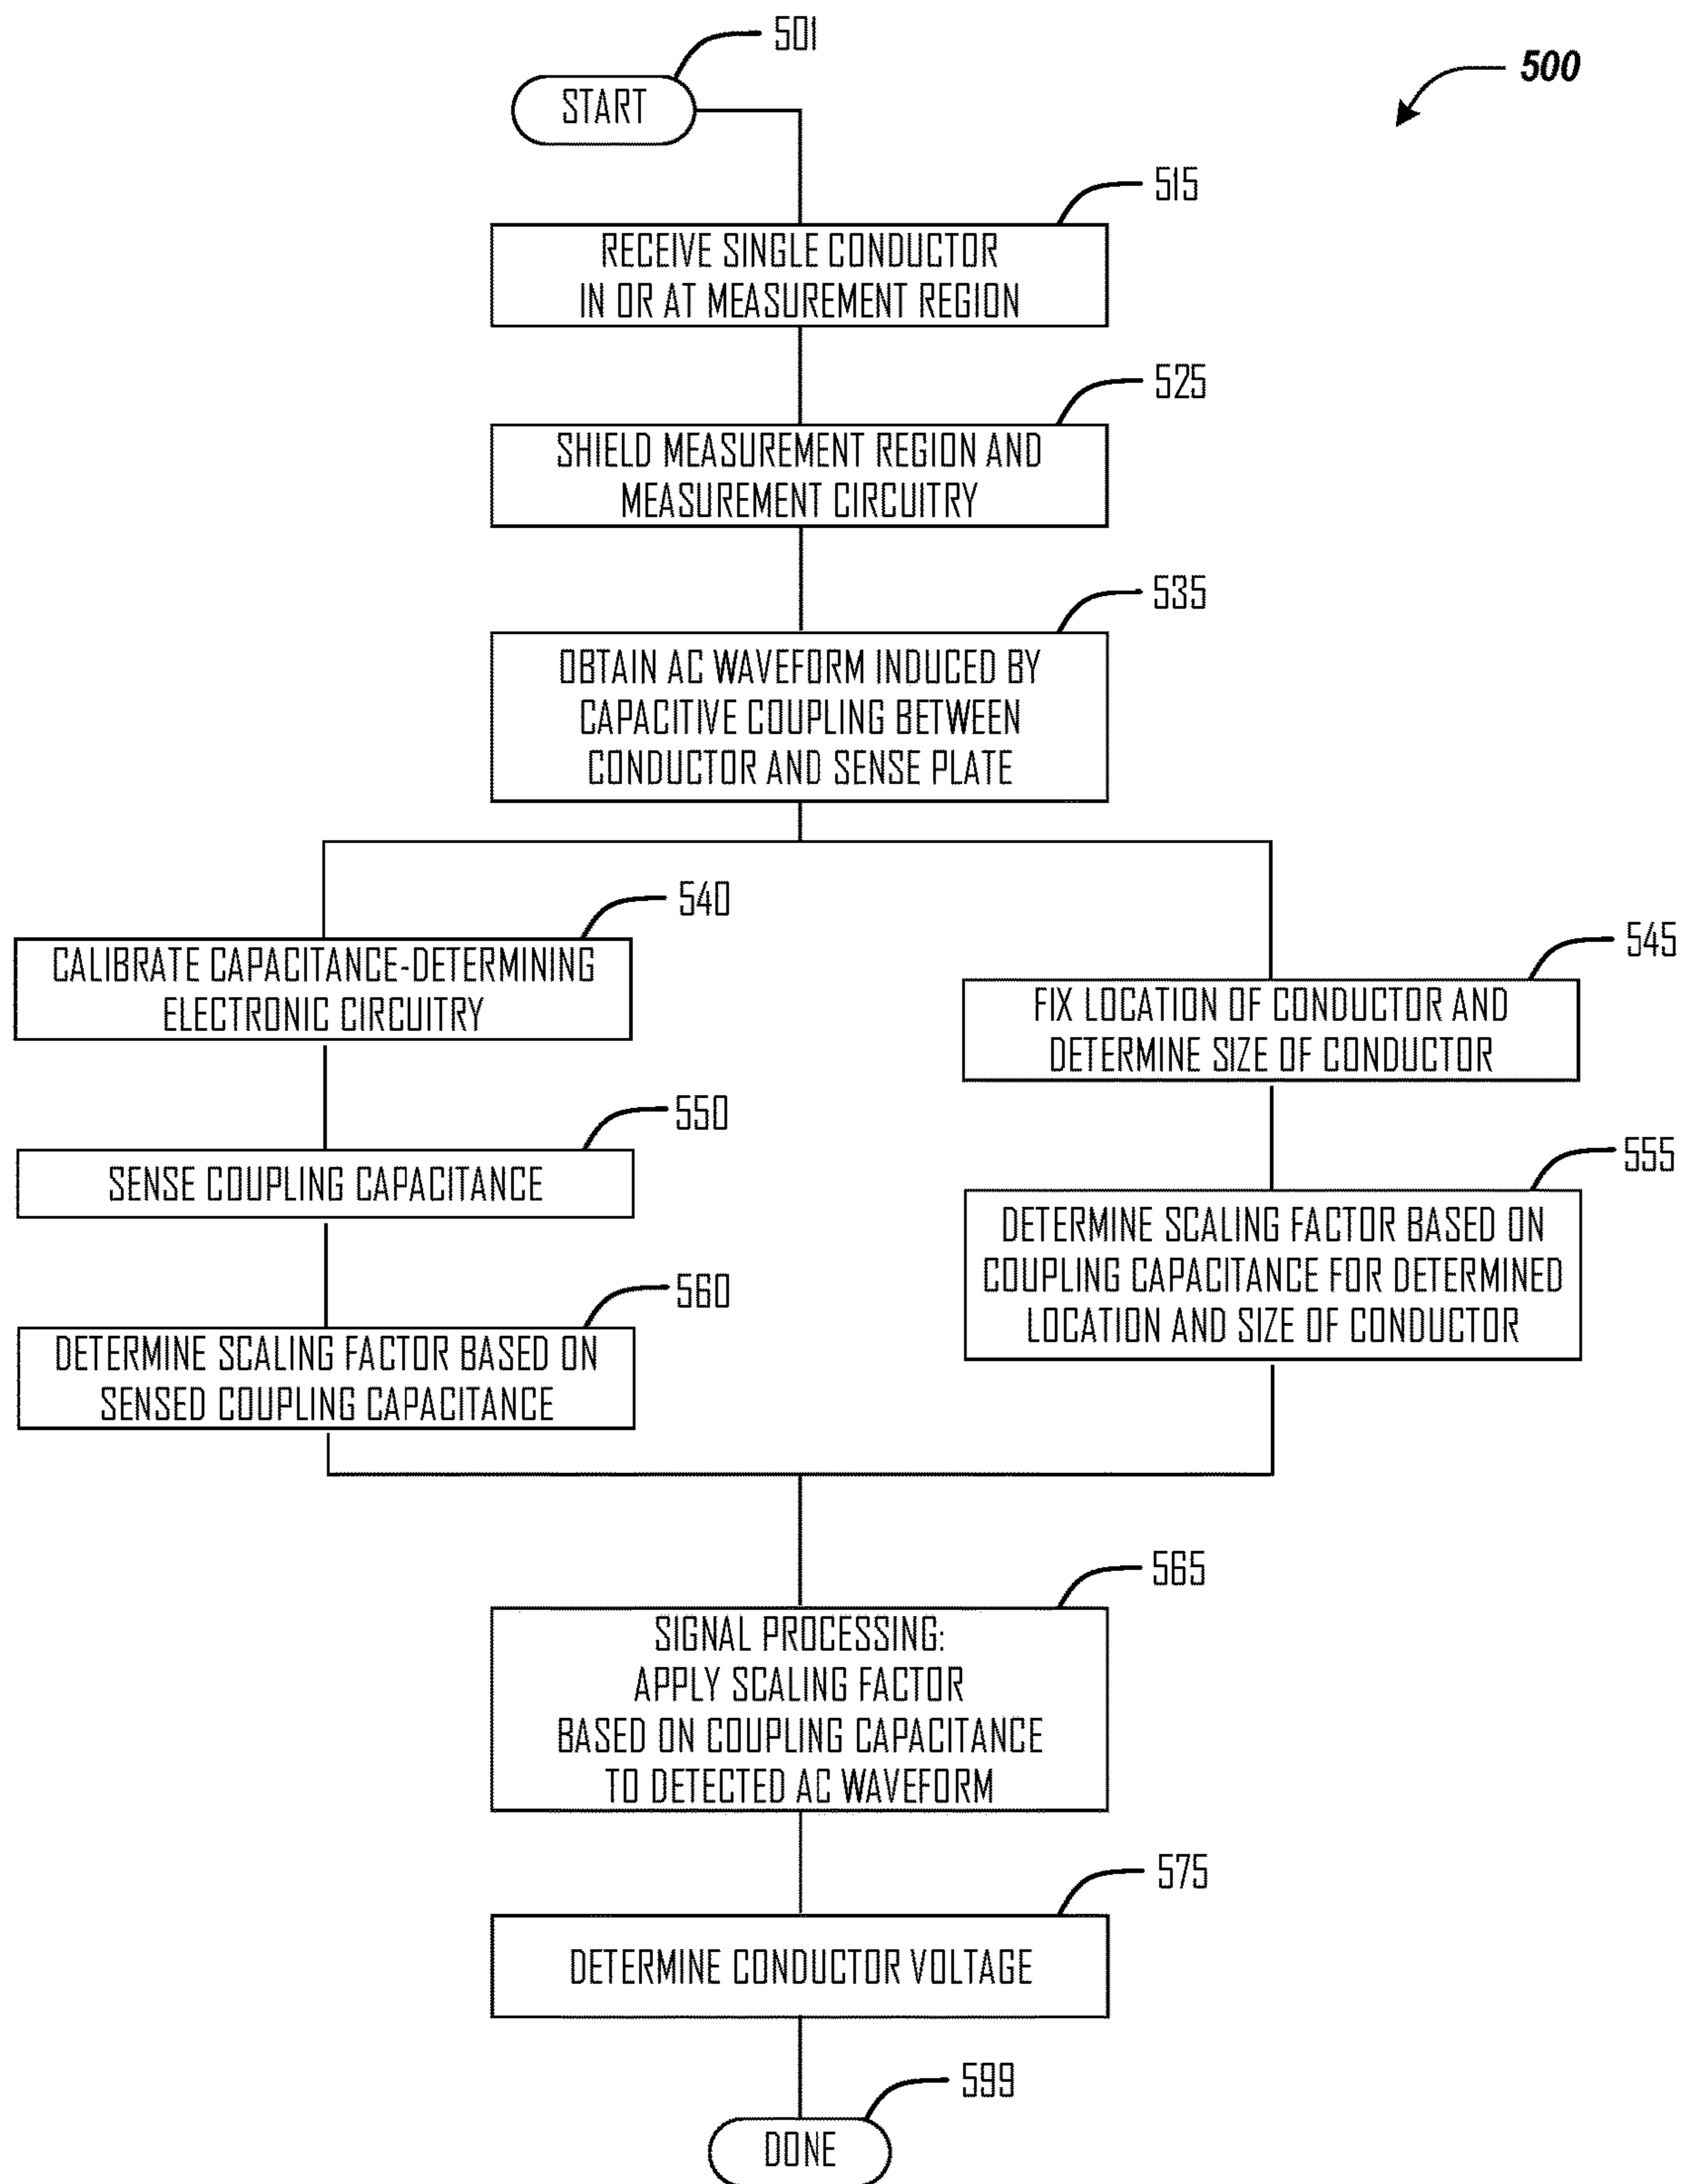 501
START
500
515
RECEIVE SINGLE CONDUCTOR
IN OR AT MEASUREMENT REGION
525
SHIELD MEASUREMENT REGION AND
MEASUREMENT CIRCUITRY
535
OBTAIN AC WAVEFORM INDUCED BY
CAPACITIVE COUPLING BETWEEN
CONDUCTOR AND SENSE PLATE
540
CALIBRATE CAPACITANCE-DETERMINING
ELECTRONIC CIRCUITRY
550
SENSE COUPLING CAPACITANCE
560
DETERMINE SCALING FACTOR BASED ON
SENSED COUPLING CAPACITANCE
545
FIX LOCATION OF CONDUCTOR AND
DETERMINE SIZE OF CONDUCTOR
555
DETERMINE SCALING FACTOR BASED ON
COUPLING CAPACITANCE FOR DETERMINED
LOCATION AND SIZE OF CONDUCTOR
565
SIGNAL PROCESSING:
APPLY SCALING FACTOR
BASED ON COUPLING CAPACITANCE
TO DETECTED AC WAVEFORM
575
DETERMINE CONDUCTOR VOLTAGE
599
DONE